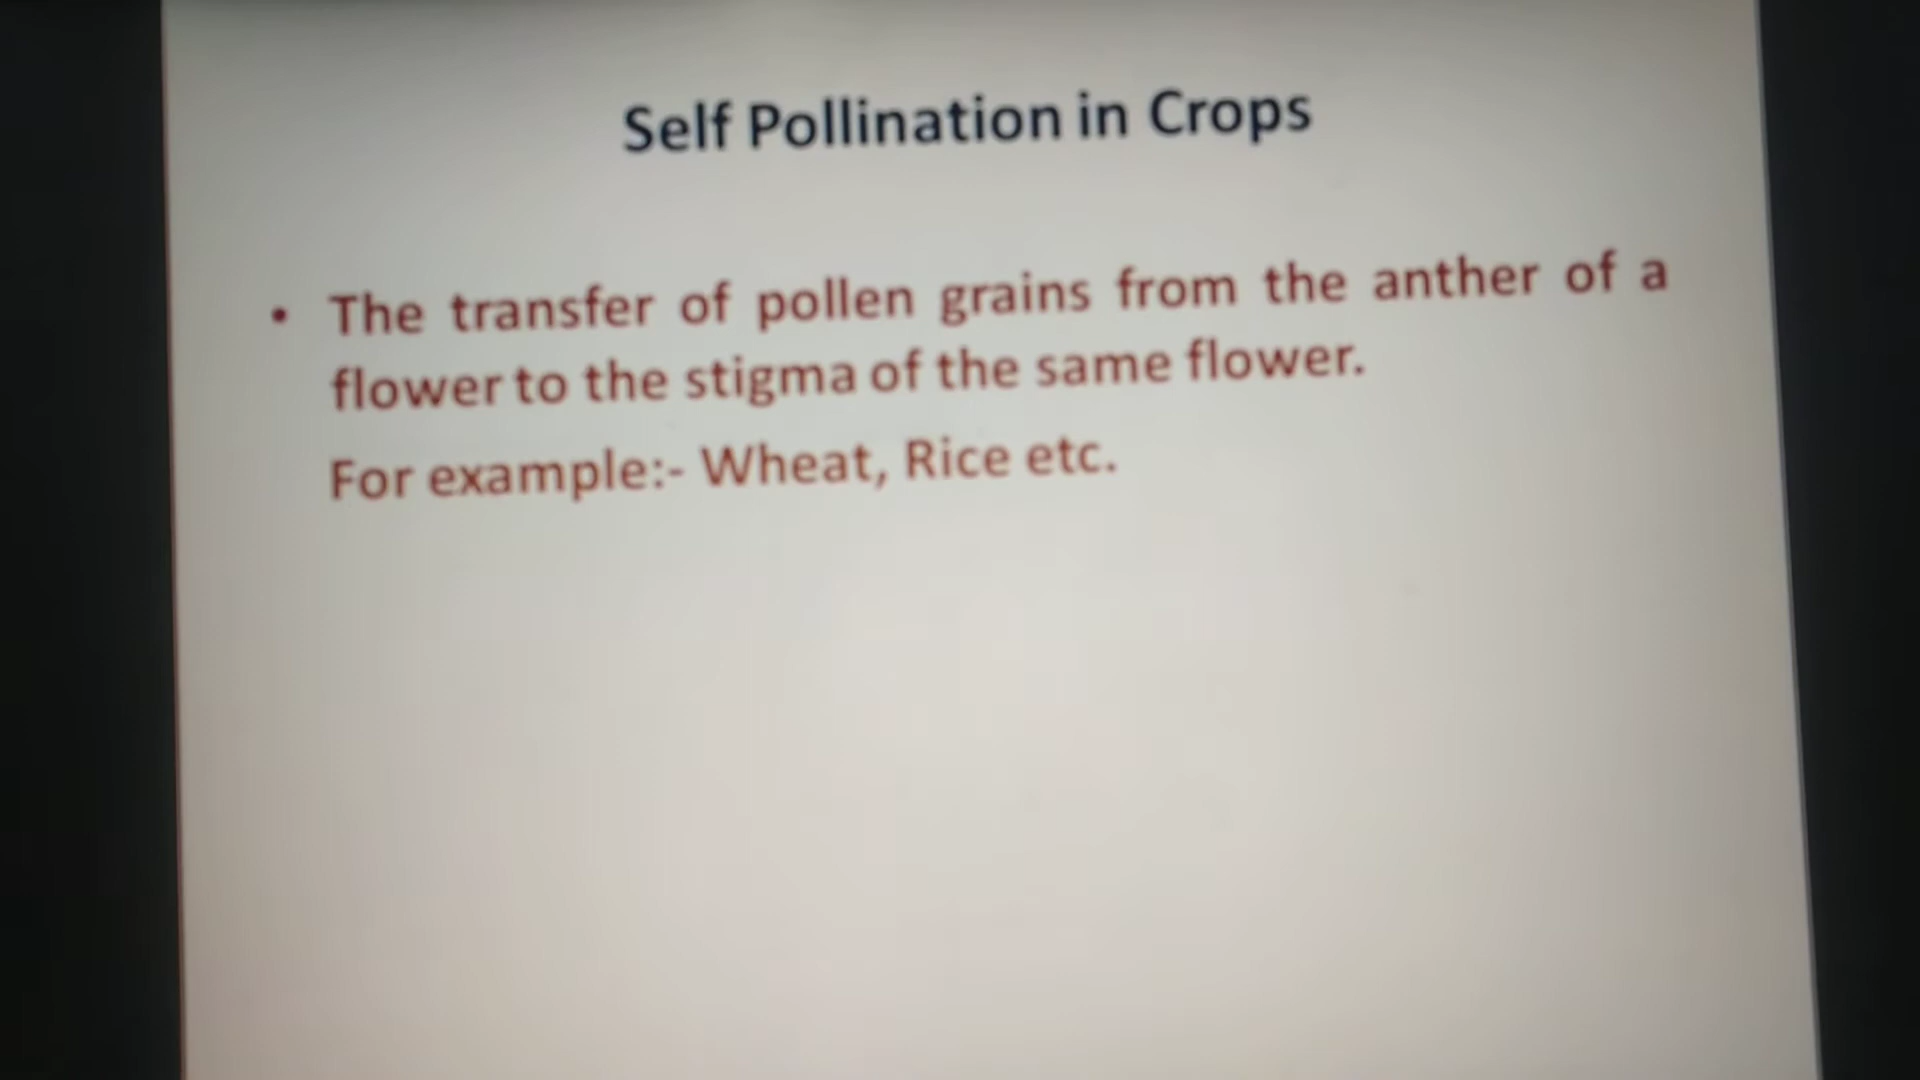 Self Pollination in Crops
• The transfer of pollen grains from the anther of a
flower to the stigma of the same flower.
For example:- Wheat, Rice etc.